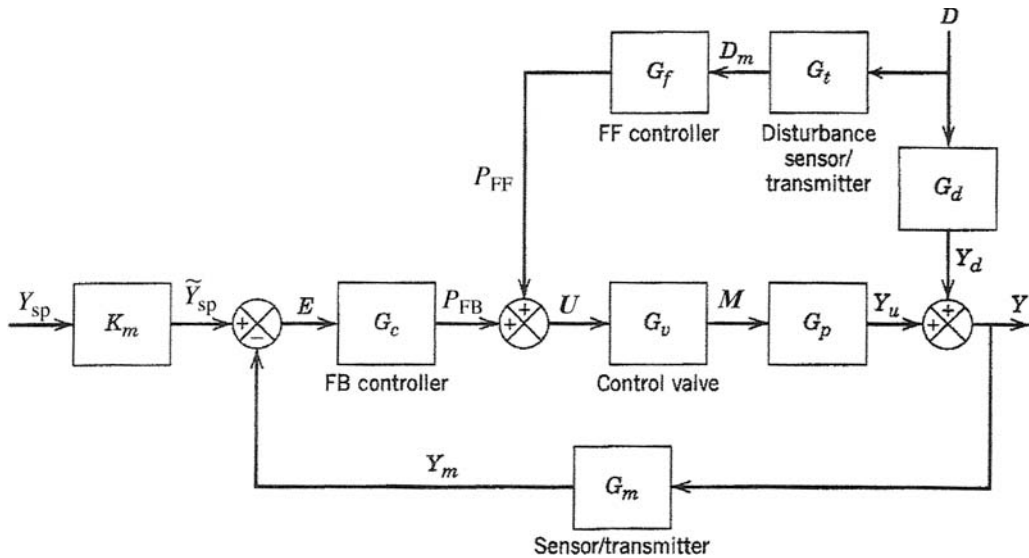 D
D_m
G_f
G_t
FF controller
Disturbance
sensor/
transmitter
P_FF
G_d
Y_d
Y_sp
K_m
Ỹ_sp
+
−
E
G_c
P_FB
+
+
U
G_v
M
G_p
Y_u
+
+
Y
FB controller
Control valve
Y_m
G_m
Sensor/transmitter